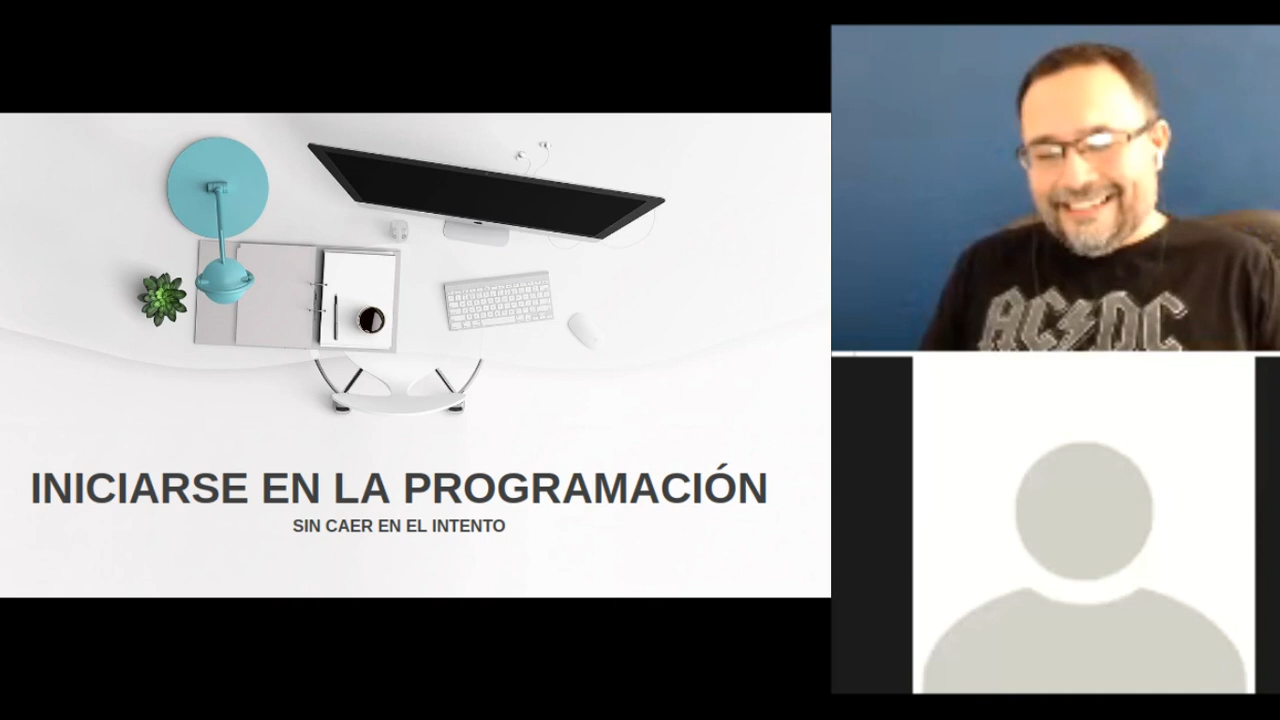 INICIARSE EN LA PROGRAMACIÓN
SIN CAER EN EL INTENTO
AC⚡DC